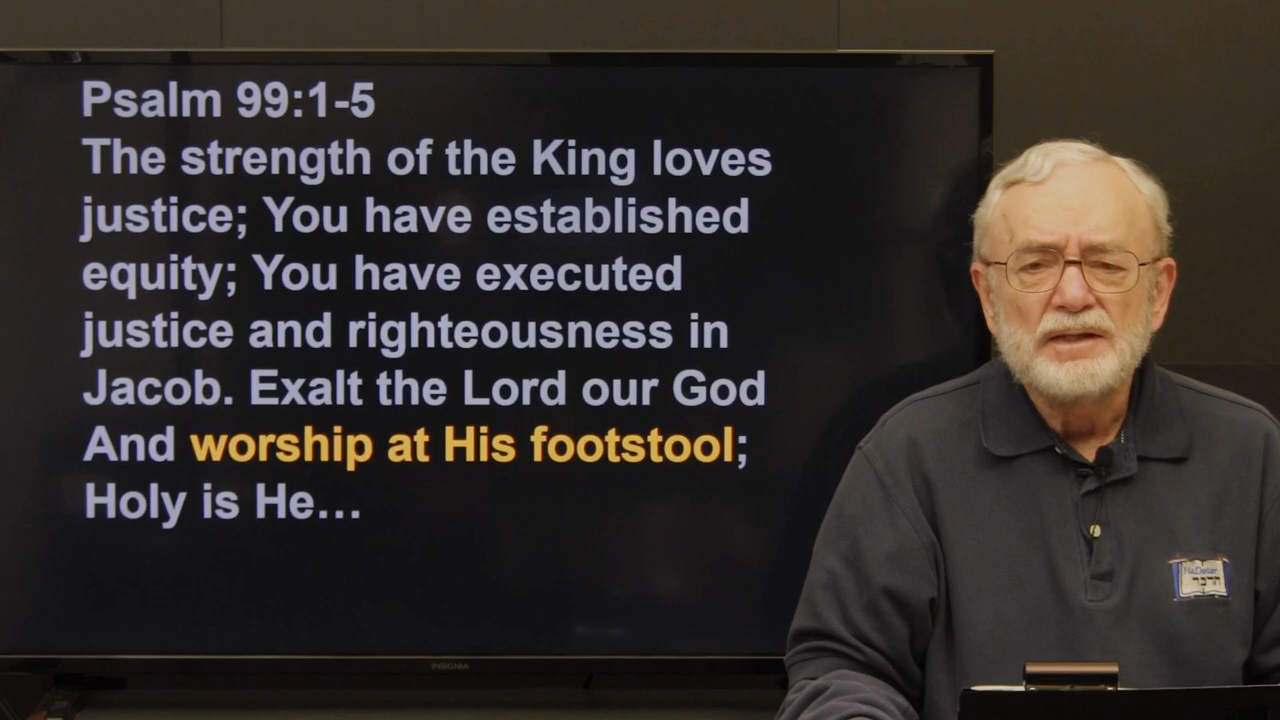 Psalm 99:1-5
The strength of the King loves
justice; You have established
equity; You have executed
justice and righteousness in
Jacob. Exalt the Lord our God
And worship at His footstool;
Holy is He…
INSIGNIA
HaDavar
הדבר